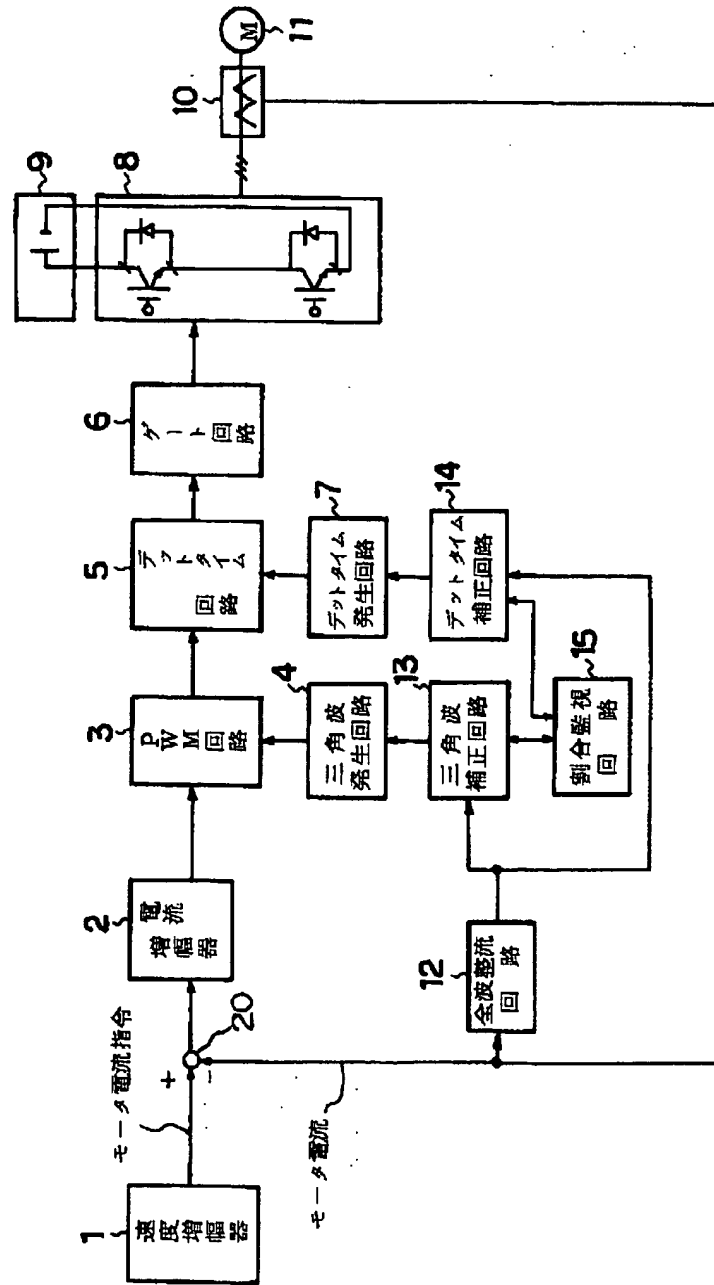 1
速度
増幅器
モータ電流指令
+
-
20
モータ電流
2
電流
増幅器
3
PWM
回路
4
三角波
発生回路
5
デットタイム
回路
6
ゲート
回路
7
デットタイム
発生回路
8
9
10
M
11
12
全波整流
回路
13
三角波
補正回路
14
デットタイム
補正回路
15
割合監視
回路